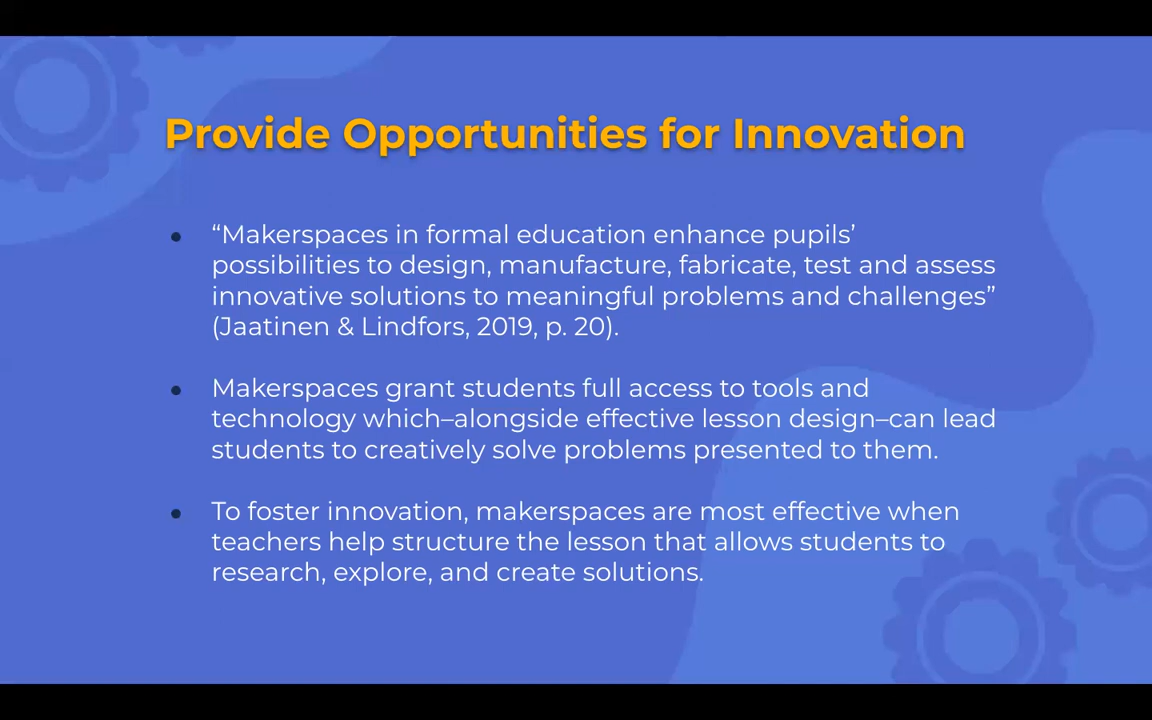 Provide Opportunities for Innovation
● “Makerspaces in formal education enhance pupils’
possibilities to design, manufacture, fabricate, test and assess
innovative solutions to meaningful problems and challenges”
(Jaatinen & Lindfors, 2019, p. 20).
● Makerspaces grant students full access to tools and
technology which–alongside effective lesson design–can lead
students to creatively solve problems presented to them.
● To foster innovation, makerspaces are most effective when
teachers help structure the lesson that allows students to
research, explore, and create solutions.